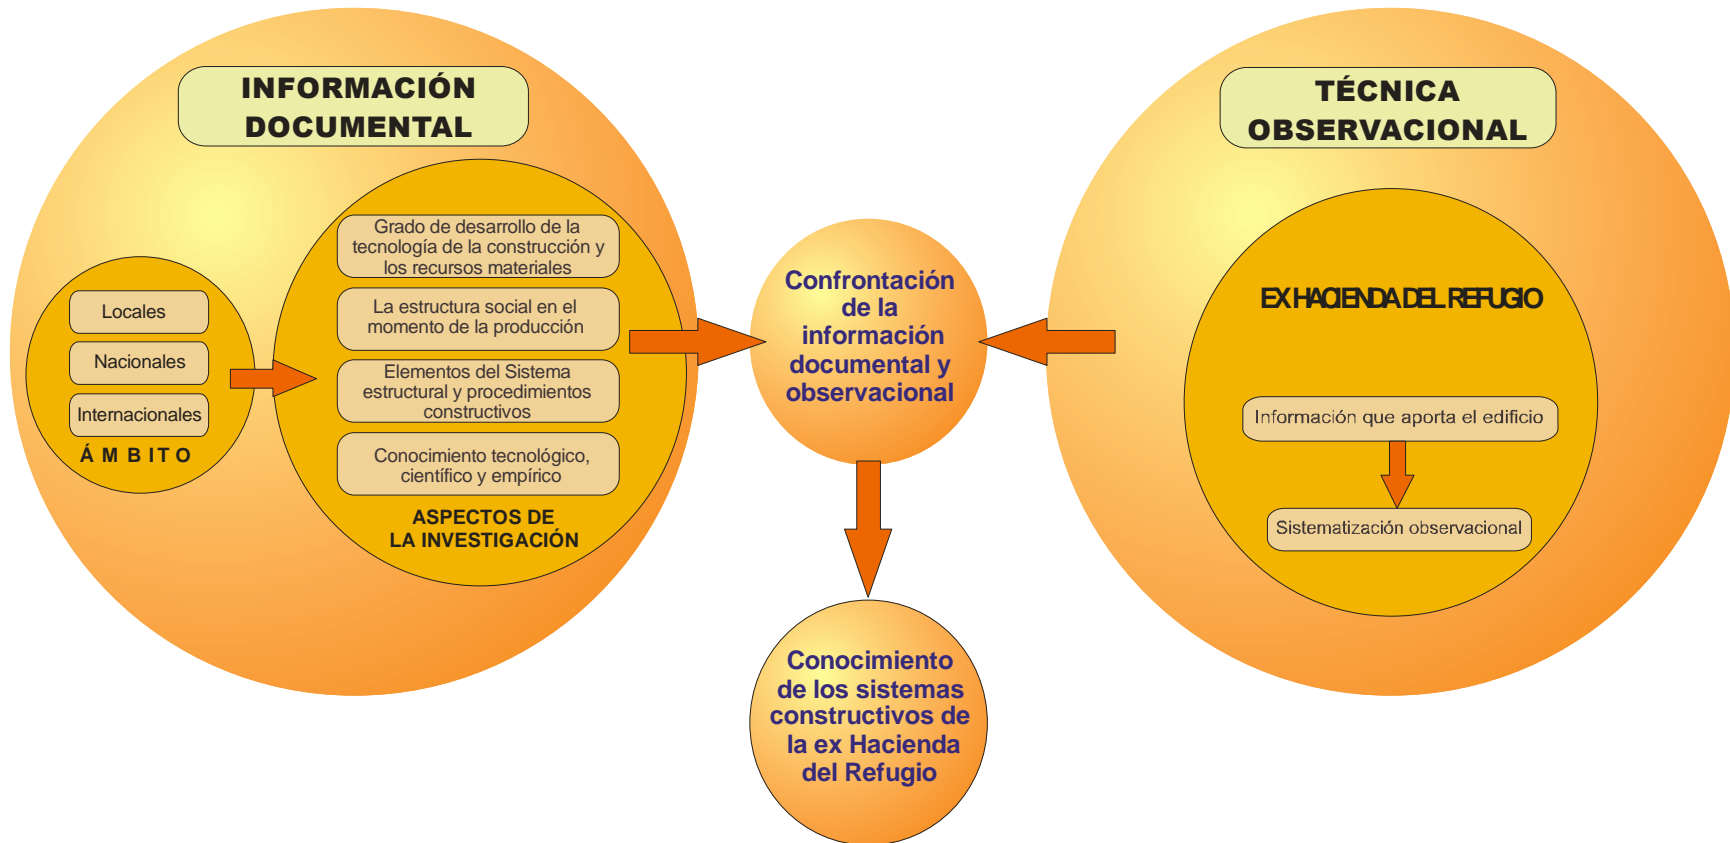 INFORMACIÓN
DOCUMENTAL
Locales
Nacionales
Internacionales
ÁMBITO
Grado de desarrollo de la
tecnología de la construcción y
los recursos materiales
La estructura social en el
momento de la producción
Elementos del Sistema
estructural y procedimientos
constructivos
Conocimiento tecnológico,
científico y empírico
ASPECTOS DE
LA INVESTIGACIÓN
Confrontación
de la
información
documental y
observacional
Conocimiento
de los sistemas
constructivos de
la ex Hacienda
del Refugio
TÉCNICA
OBSERVACIONAL
EX HACIENDA DEL REFUGIO
Información que aporta el edificio
Sistematización observacional